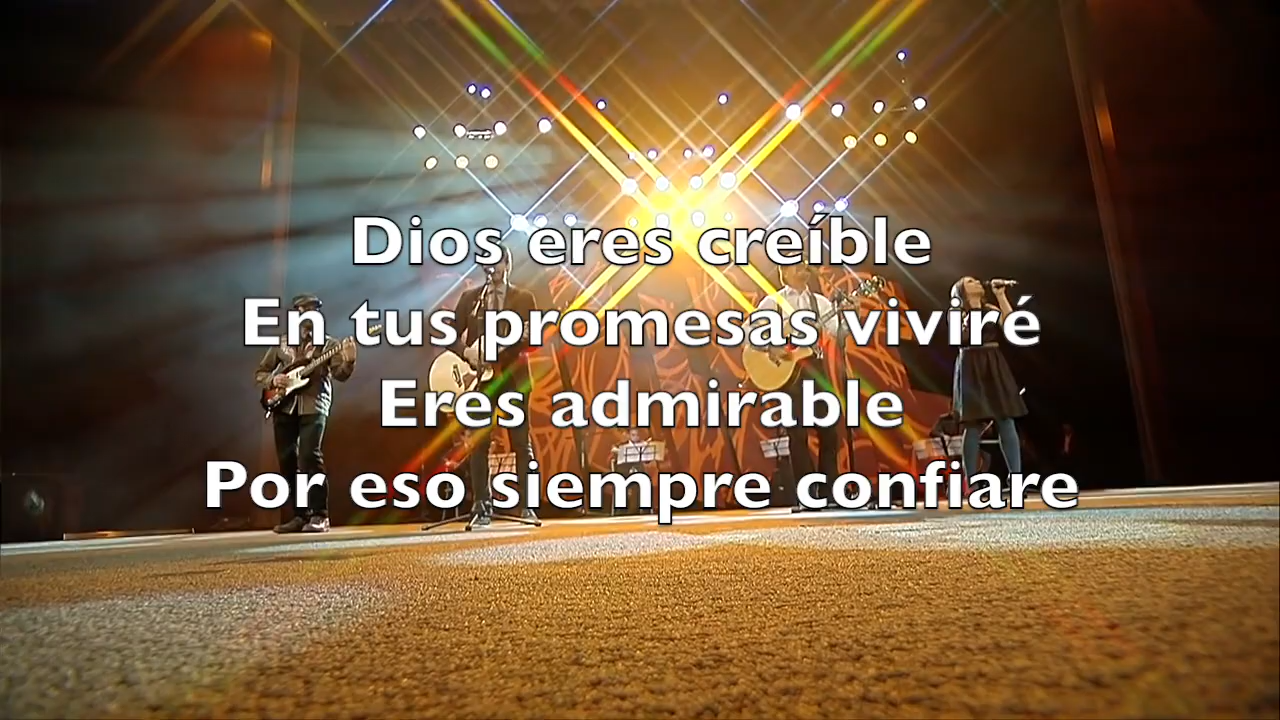 Dios eres creíble
En tus promesas viviré
Eres admirable
Por eso siempre confiare